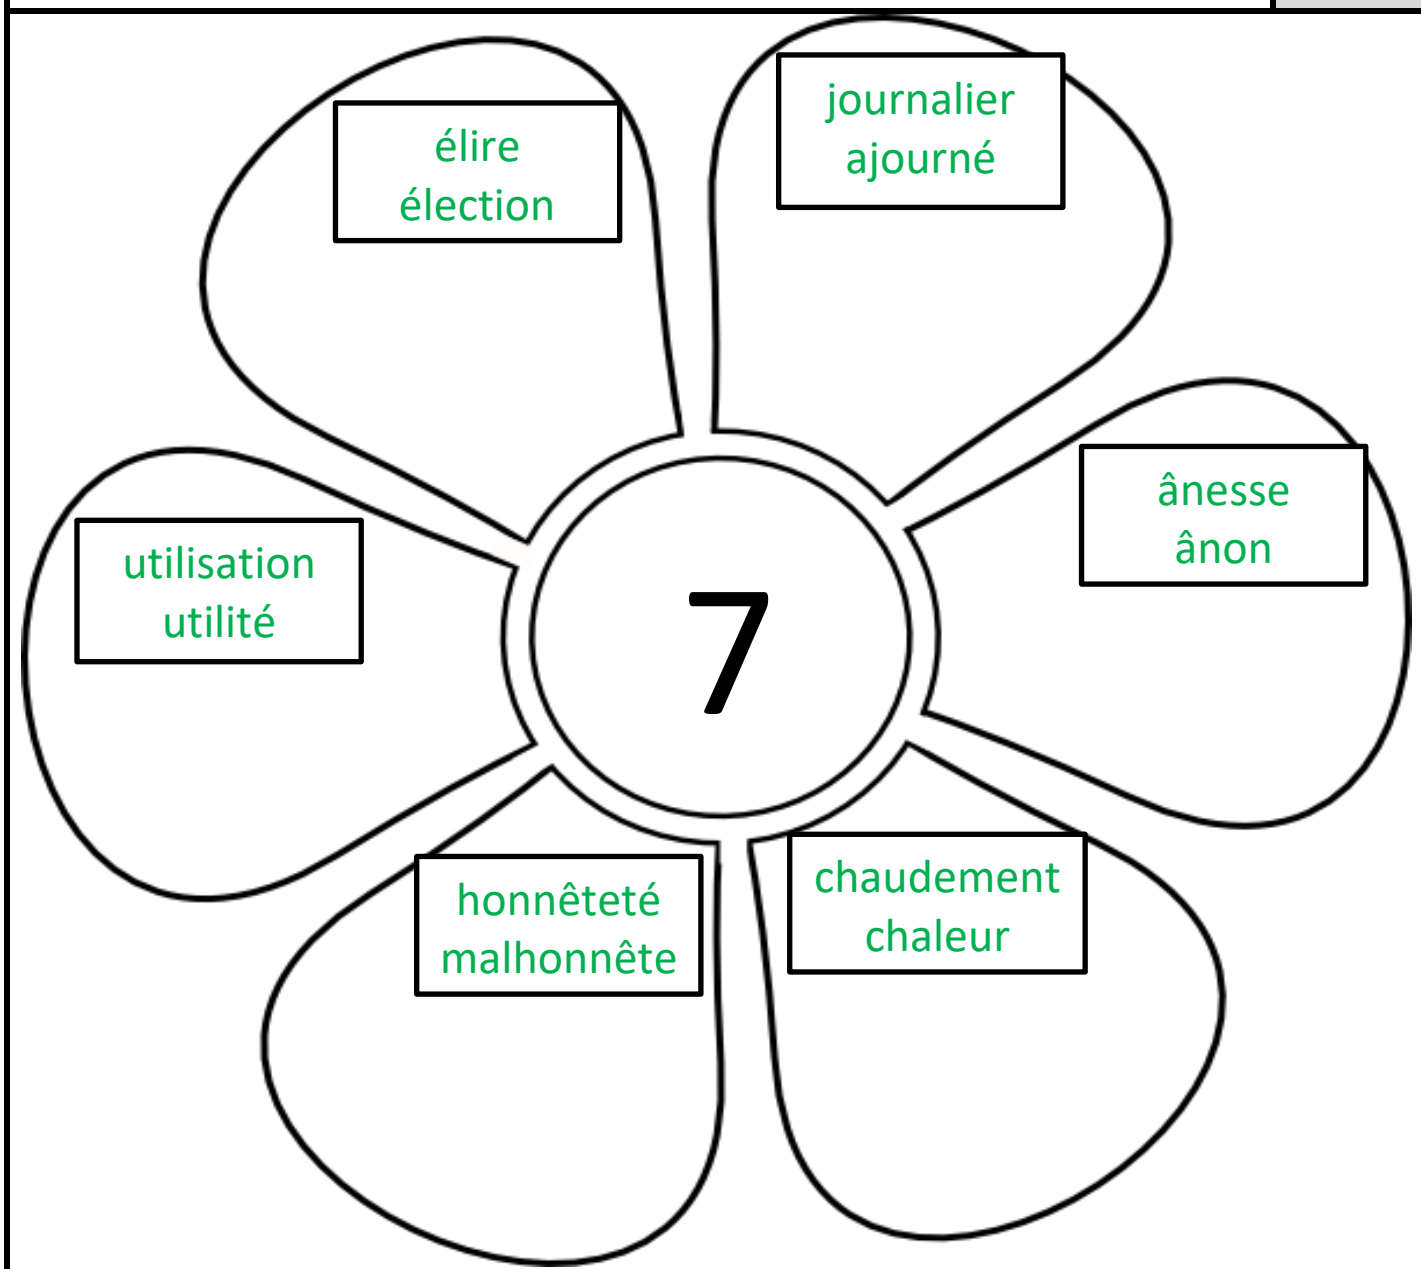 journalier
ajourné
élire
élection
ânesse
ânon
utilisation
utilité
7
chaudement
chaleur
honnêteté
malhonnête